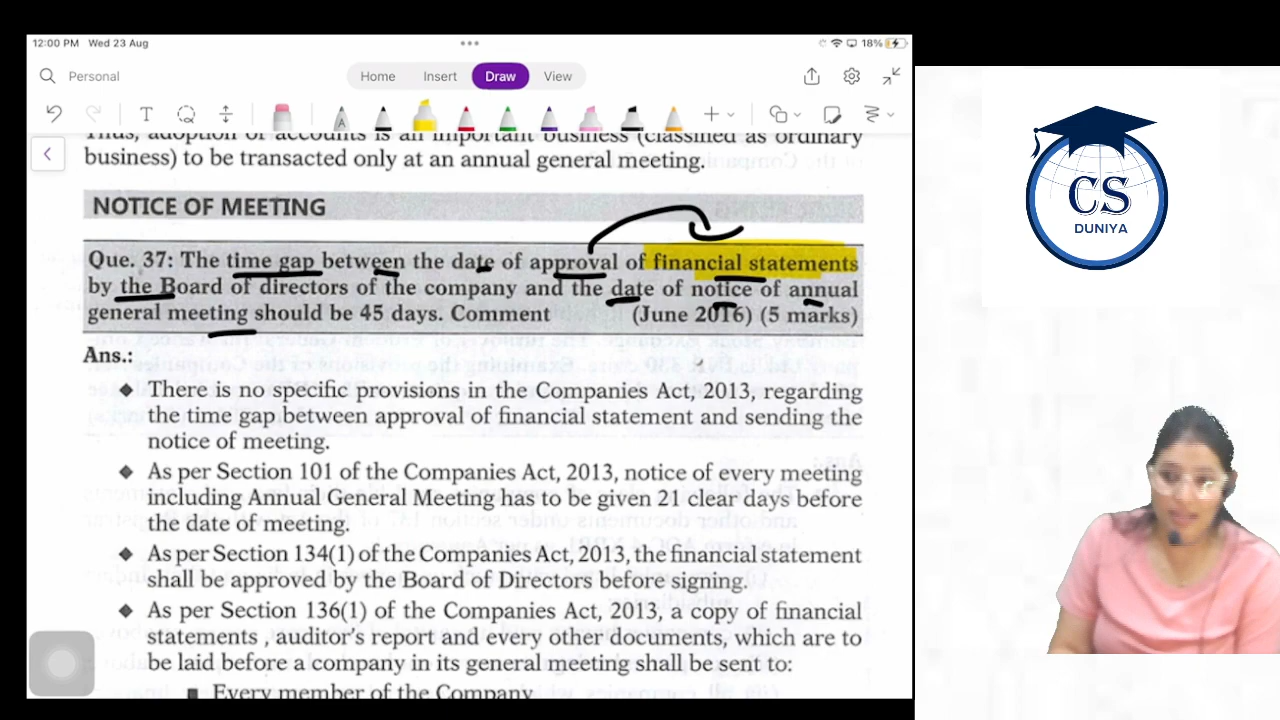 12:00 PM Wed 23 Aug
18%
Personal
Home Insert Draw View
Thus, adoption of accounts is an important business (classified as ordinary
business) to be transacted only at an annual general meeting.
NOTICE OF MEETING
Que. 37: The time gap between the date of approval of financial statements
by the Board of directors of the company and the date of notice of annual
general meeting should be 45 days. Comment (June 2016) (5 marks)
Ans.:
There is no specific provisions in the Companies Act, 2013, regarding
the time gap between approval of financial statement and sending the
notice of meeting.
As per Section 101 of the Companies Act, 2013, notice of every meeting
including Annual General Meeting has to be given 21 clear days before
the date of meeting.
As per Section 134(1) of the Companies Act, 2013, the financial statement
shall be approved by the Board of Directors before signing.
As per Section 136(1) of the Companies Act, 2013, a copy of financial
statements , auditor's report and every other documents, which are to
be laid before a company in its general meeting shall be sent to:
Every member of the Company
CS
DUNIYA